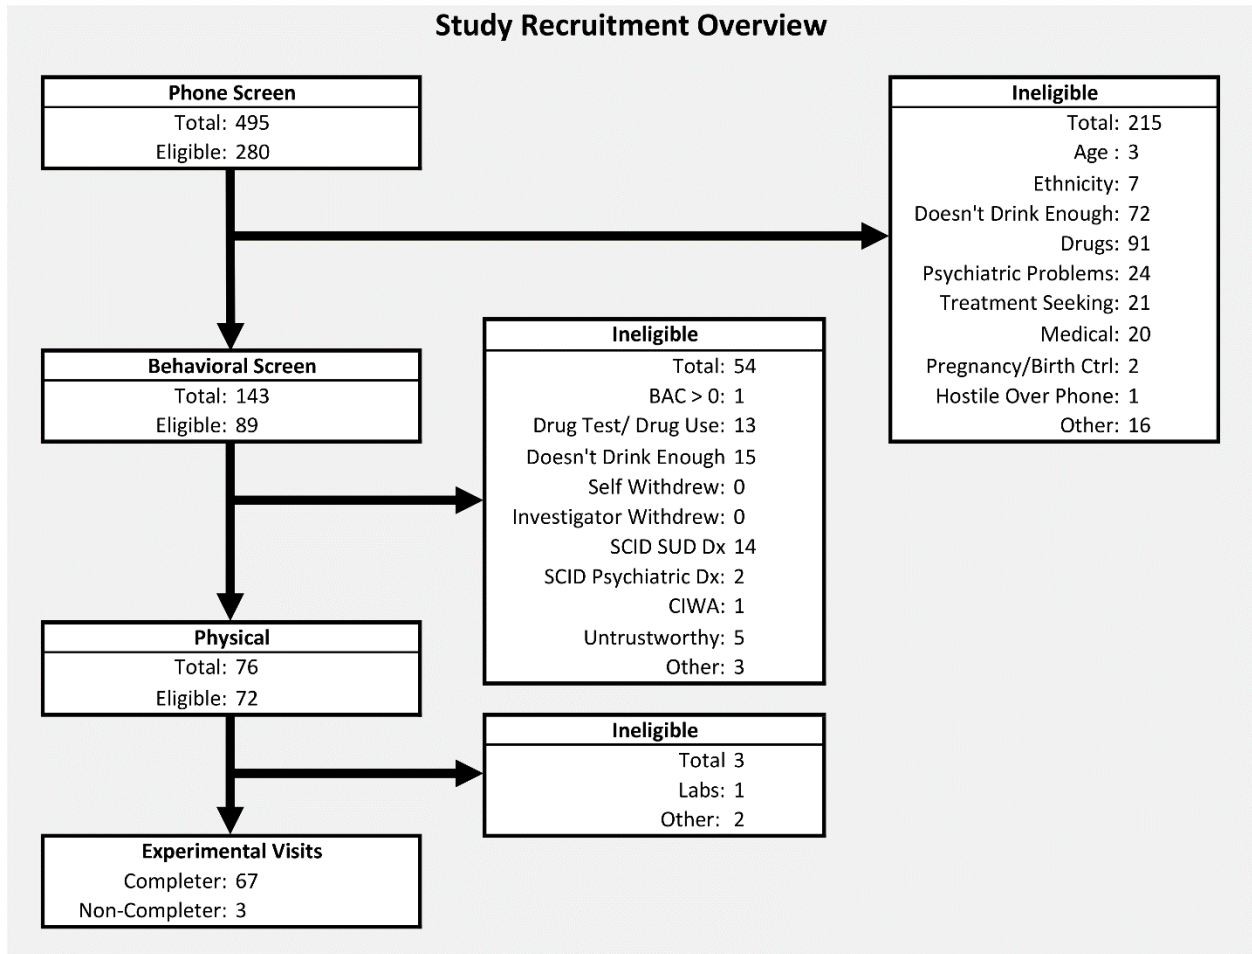 Study Recruitment Overview
Phone Screen
Total: 495
Eligible: 280
Ineligible
Total: 215
Age : 3
Ethnicity: 7
Doesn't Drink Enough: 72
Drugs: 91
Psychiatric Problems: 24
Treatment Seeking: 21
Medical: 20
Pregnancy/Birth Ctrl: 2
Hostile Over Phone: 1
Other: 16
Behavioral Screen
Total: 143
Eligible: 89
Ineligible
Total: 54
BAC > 0: 1
Drug Test/ Drug Use: 13
Doesn't Drink Enough 15
Self Withdrew: 0
Investigator Withdrew: 0
SCID SUD Dx 14
SCID Psychiatric Dx: 2
CIWA: 1
Untrustworthy: 5
Other: 3
Physical
Total: 76
Eligible: 72
Ineligible
Total 3
Labs: 1
Other: 2
Experimental Visits
Completer: 67
Non-Completer: 3